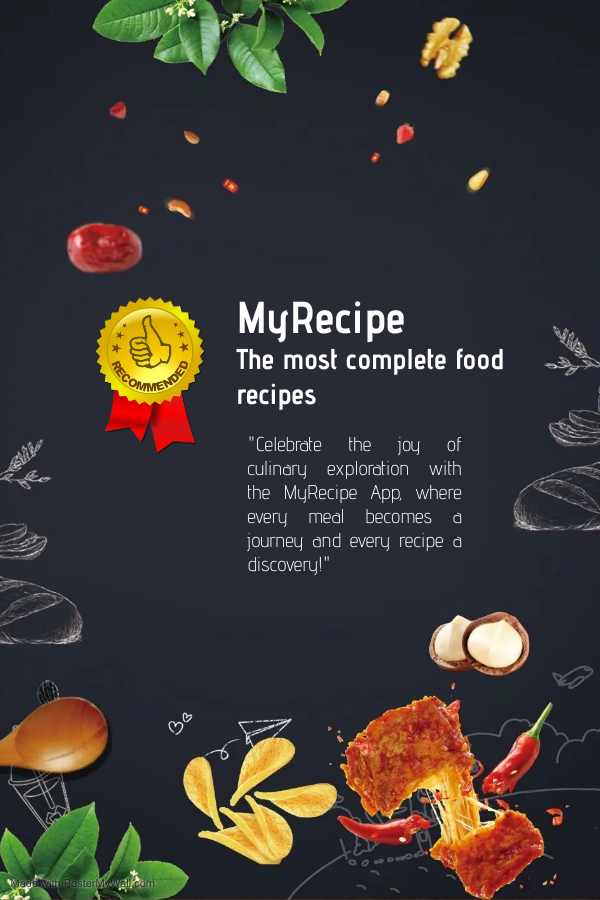 MyRecipe
The most complete food
recipes
RECOMMENDED
"Celebrate the joy of
culinary exploration with
the MyRecipe App, where
every meal becomes a
journey and every recipe a
discovery!"
Made with PosterMyWall.com